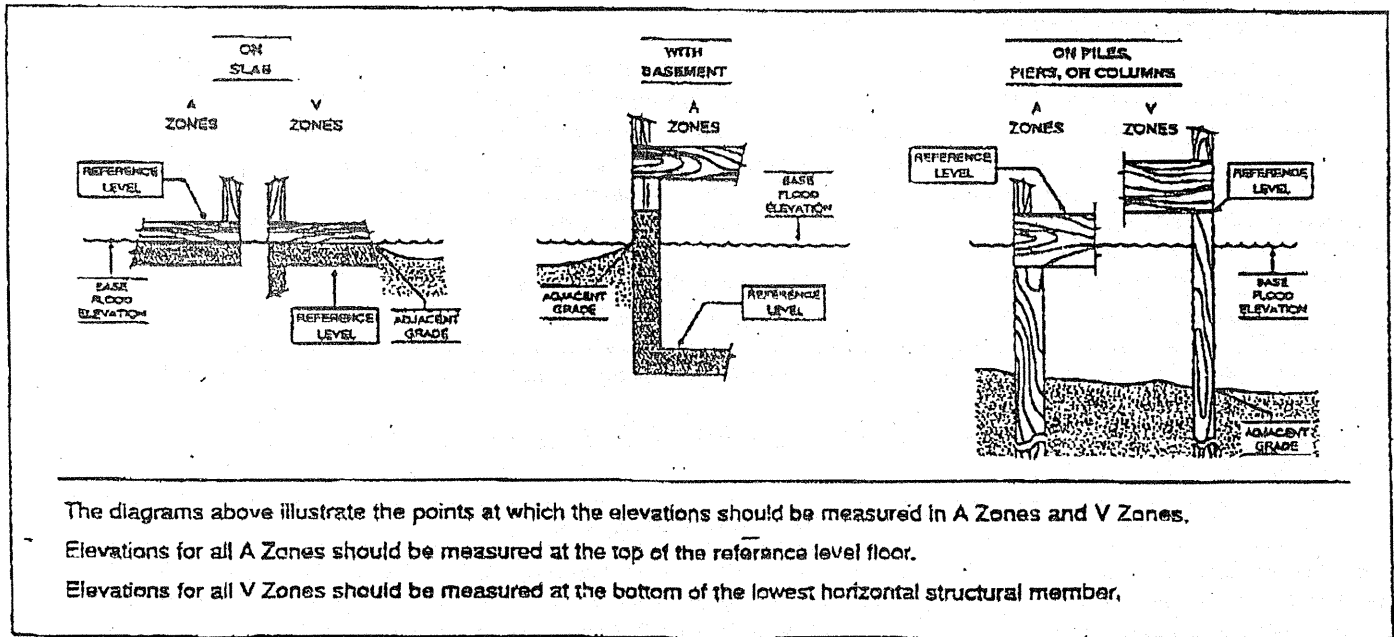 ON
SLAB
A
ZONES
V
ZONES
REFERENCE
LEVEL
BASE
FLOOD
ELEVATION
REFERENCE
LEVEL
ADJACENT
GRADE
WITH
BASEMENT
A
ZONES
BASE
FLOOD
ELEVATION
ADJACENT
GRADE
REFERENCE
LEVEL
ON PILES,
PIERS, OR COLUMNS
A
ZONES
V
ZONES
REFERENCE
LEVEL
REFERENCE
LEVEL
BASE
FLOOD
ELEVATION
ADJACENT
GRADE
The diagrams above illustrate the points at which the elevations should be measured in A Zones and V Zones.
Elevations for all A Zones should be measured at the top of the reference level floor.
Elevations for all V Zones should be measured at the bottom of the lowest horizontal structural member.